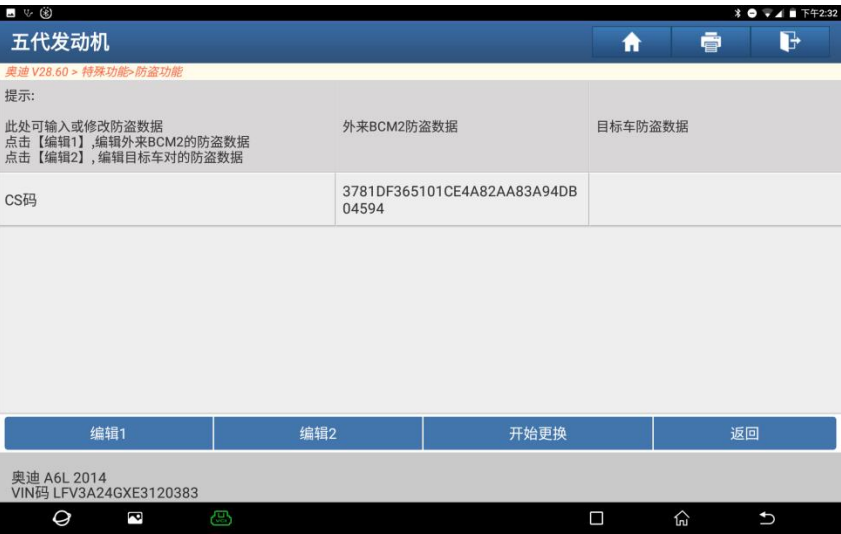 下午2:32
五代发动机
奥迪 V28.60 > 特殊功能>防盗功能
提示:
此处可输入或修改防盗数据
点击【编辑1】,编辑外来BCM2的防盗数据
点击【编辑2】, 编辑目标车对的防盗数据
外来BCM2防盗数据
目标车防盗数据
CS码
3781DF365101CE4A82AA83A94DB
04594
编辑1
编辑2
开始更换
返回
奥迪 A6L 2014
VIN码 LFV3A24GXE3120383